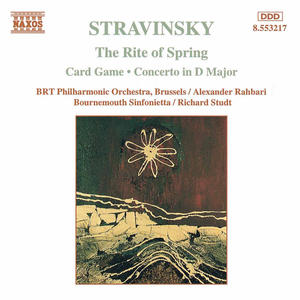 NAXOS
DDD
8.553217
STRAVINSKY
The Rite of Spring
Card Game • Concerto in D Major
BRT Philharmonic Orchestra, Brussels / Alexander Rahbari
Bournemouth Sinfonietta / Richard Studt